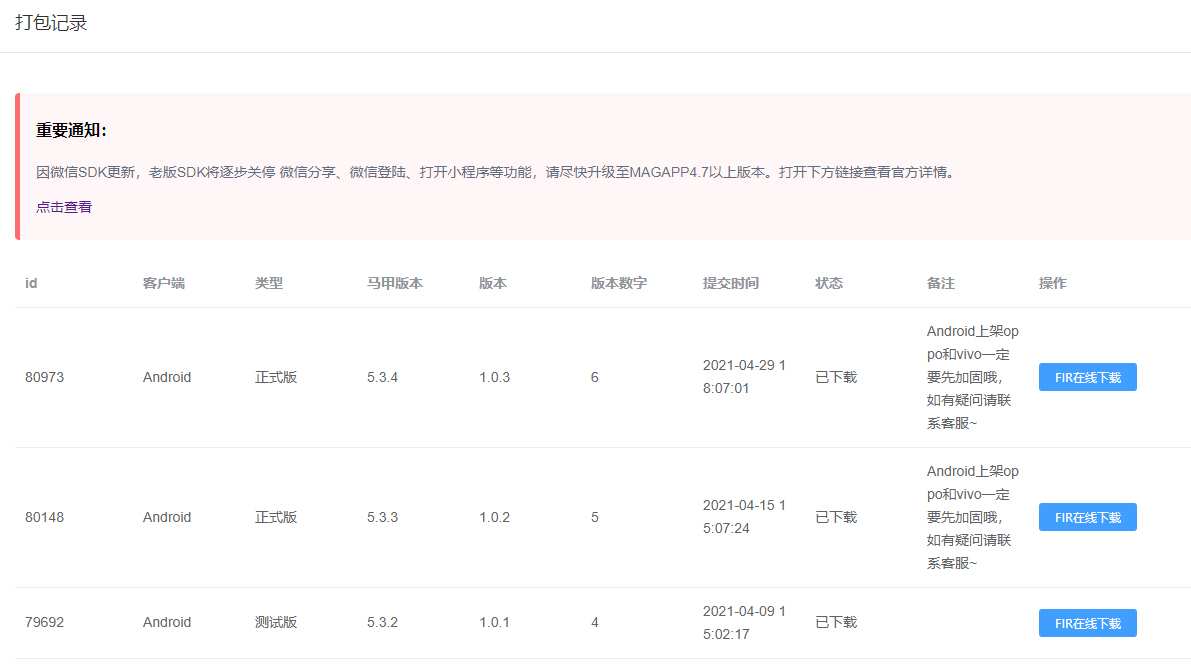 打包记录
重要通知：
因微信SDK更新，老版SDK将逐步关停 微信分享、微信登陆、打开小程序等功能，请尽快升级至MAGAPP4.7以上版本。打开下方链接查看官方详情。
点击查看
id 客户端 类型 马甲版本 版本 版本数字 提交时间 状态 备注 操作
80973 Android 正式版 5.3.4 1.0.3 6
2021-04-29 1
8:07:01
已下载
Android上架op
po和vivo一定
要先加固哦，
如有疑问请联
系客服~
FIR在线下载
80148 Android 正式版 5.3.3 1.0.2 5
2021-04-15 1
5:07:24
已下载
Android上架op
po和vivo一定
要先加固哦，
如有疑问请联
系客服~
FIR在线下载
79692 Android 测试版 5.3.2 1.0.1 4
2021-04-09 1
5:02:17
已下载
FIR在线下载